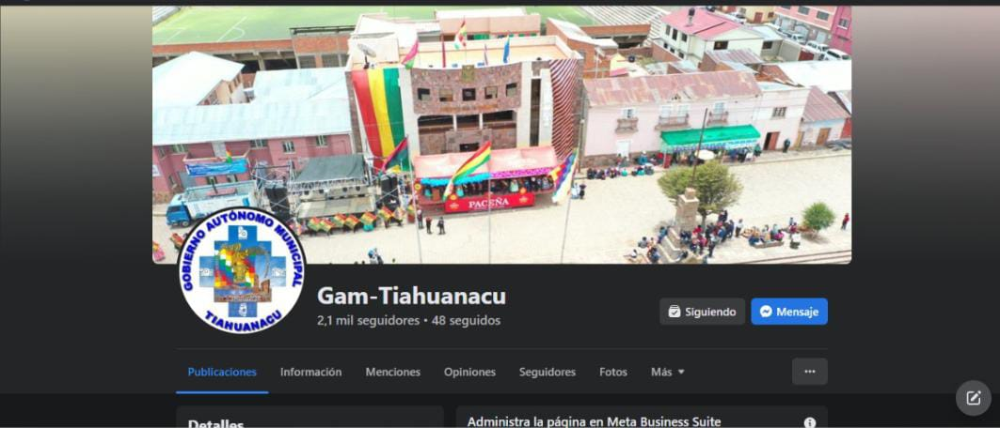 PACEÑA
GOBIERNO AUTÓNOMO MUNICIPAL
TIAHUANACU
Gam-Tiahuanacu
2,1 mil seguidores • 48 seguidos
Siguiendo
Mensaje
Publicaciones
Información
Menciones
Opiniones
Seguidores
Fotos
Más
Detalles
Administra la página en Meta Business Suite